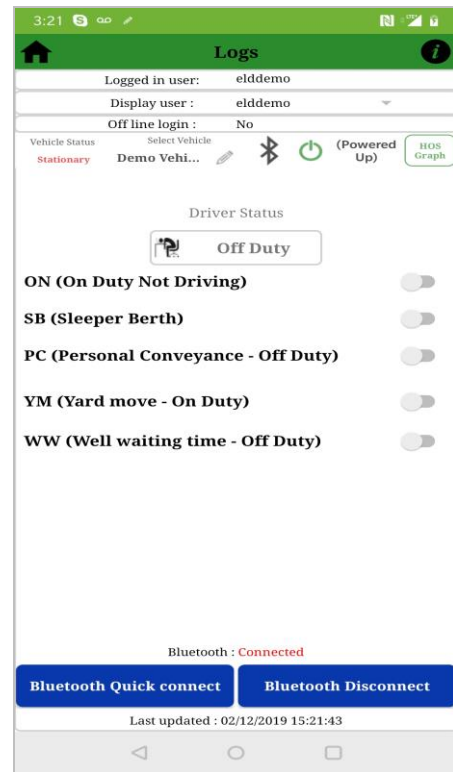 3:21
Logs
Logged in user: elddemo
Display user : elddemo
Off line login : No
Vehicle Status
Stationary
Select Vehicle
Demo Vehi...
(Powered Up)
HOS Graph
Driver Status
Off Duty
ON (On Duty Not Driving)
SB (Sleeper Berth)
PC (Personal Conveyance - Off Duty)
YM (Yard move - On Duty)
WW (Well waiting time - Off Duty)
Bluetooth : Connected
Bluetooth Quick connect
Bluetooth Disconnect
Last updated : 02/12/2019 15:21:43